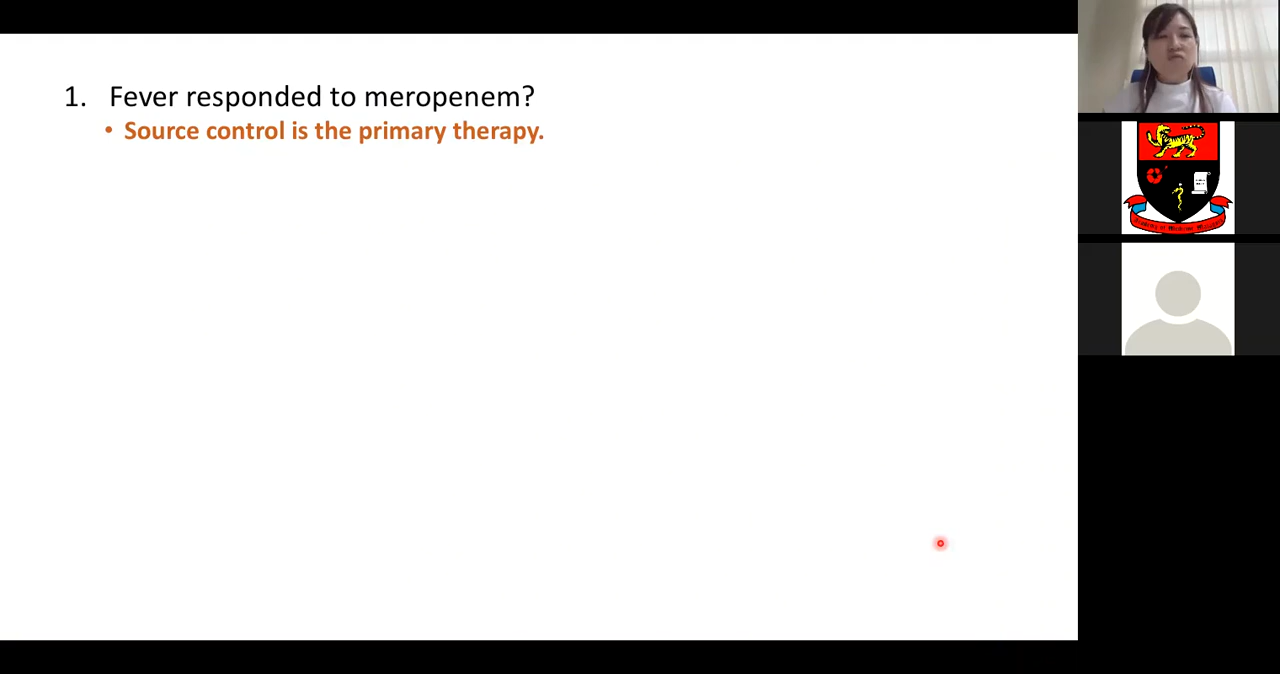 1. Fever responded to meropenem?
• Source control is the primary therapy.